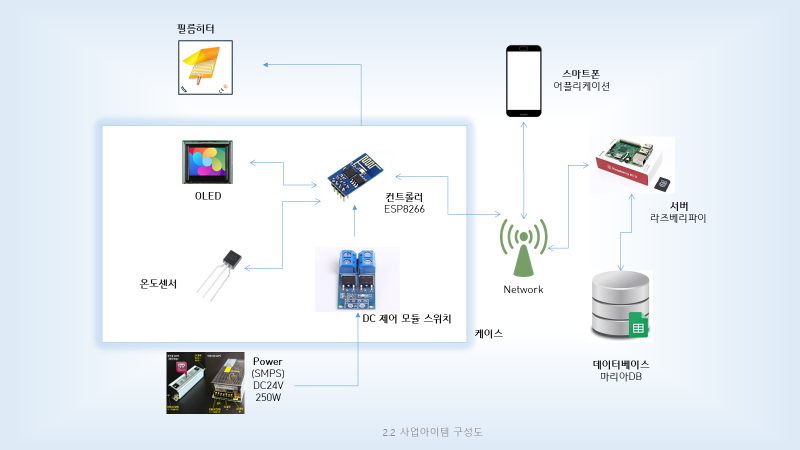 필름히터
스마트폰
어플리케이션
OLED
컨트롤러
ESP8266
서버
라즈베리파이
온도센서
Network
DC 제어 모듈 스위치
케이스
Power
(SMPS)
DC24V
250W
데이터베이스
마리아DB
2.2 사업아이템 구성도